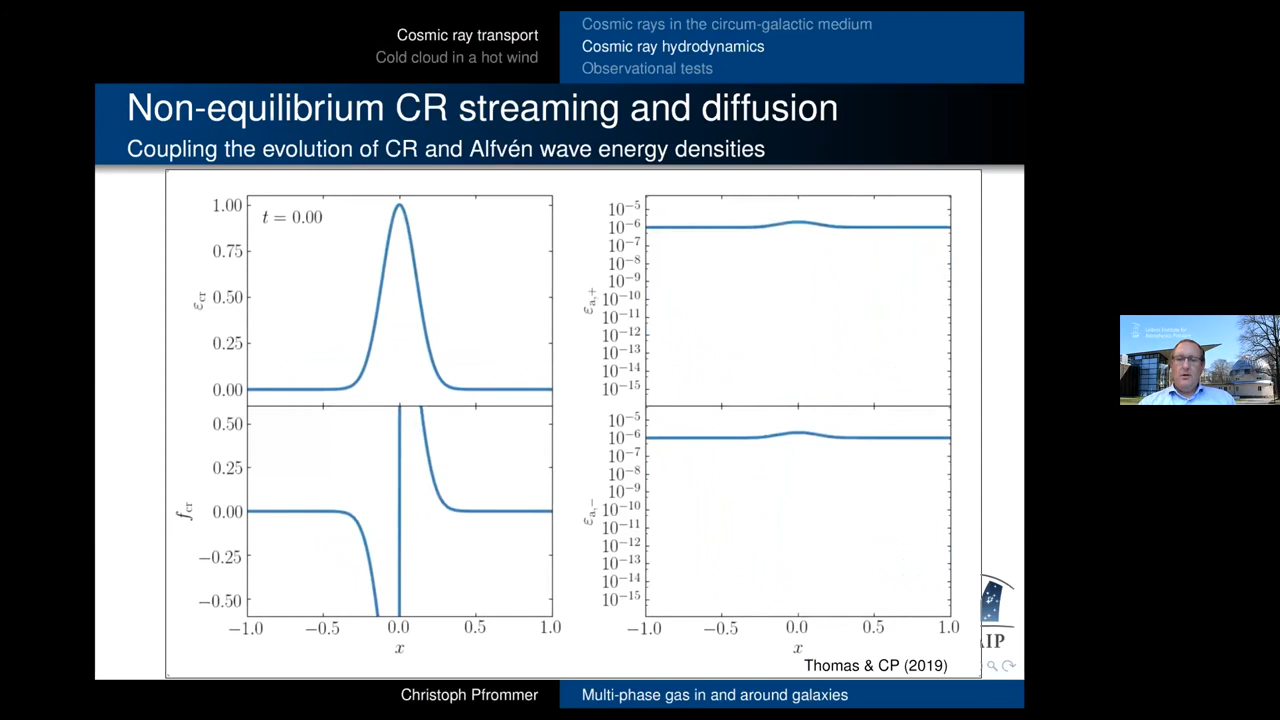 Cosmic ray transport
Cold cloud in a hot wind
Cosmic rays in the circum-galactic medium
Cosmic ray hydrodynamics
Observational tests
Non-equilibrium CR streaming and diffusion
Coupling the evolution of CR and Alfvén wave energy densities
t = 0.00
1.00
0.75
0.50
0.25
0.00
ε_cr
10⁻⁵
10⁻⁶
10⁻⁷
10⁻⁸
10⁻⁹
10⁻¹⁰
10⁻¹¹
10⁻¹²
10⁻¹³
10⁻¹⁴
10⁻¹⁵
ε_a,+
0.50
0.25
0.00
−0.25
−0.50
f_cr
−1.0 −0.5 0.0 0.5 1.0
x
10⁻⁵
10⁻⁶
10⁻⁷
10⁻⁸
10⁻⁹
10⁻¹⁰
10⁻¹¹
10⁻¹²
10⁻¹³
10⁻¹⁴
10⁻¹⁵
ε_a,−
−1.0 −0.5 0.0 0.5 1.0
x
Thomas & CP (2019)
AIP
Christoph Pfrommer
Multi-phase gas in and around galaxies